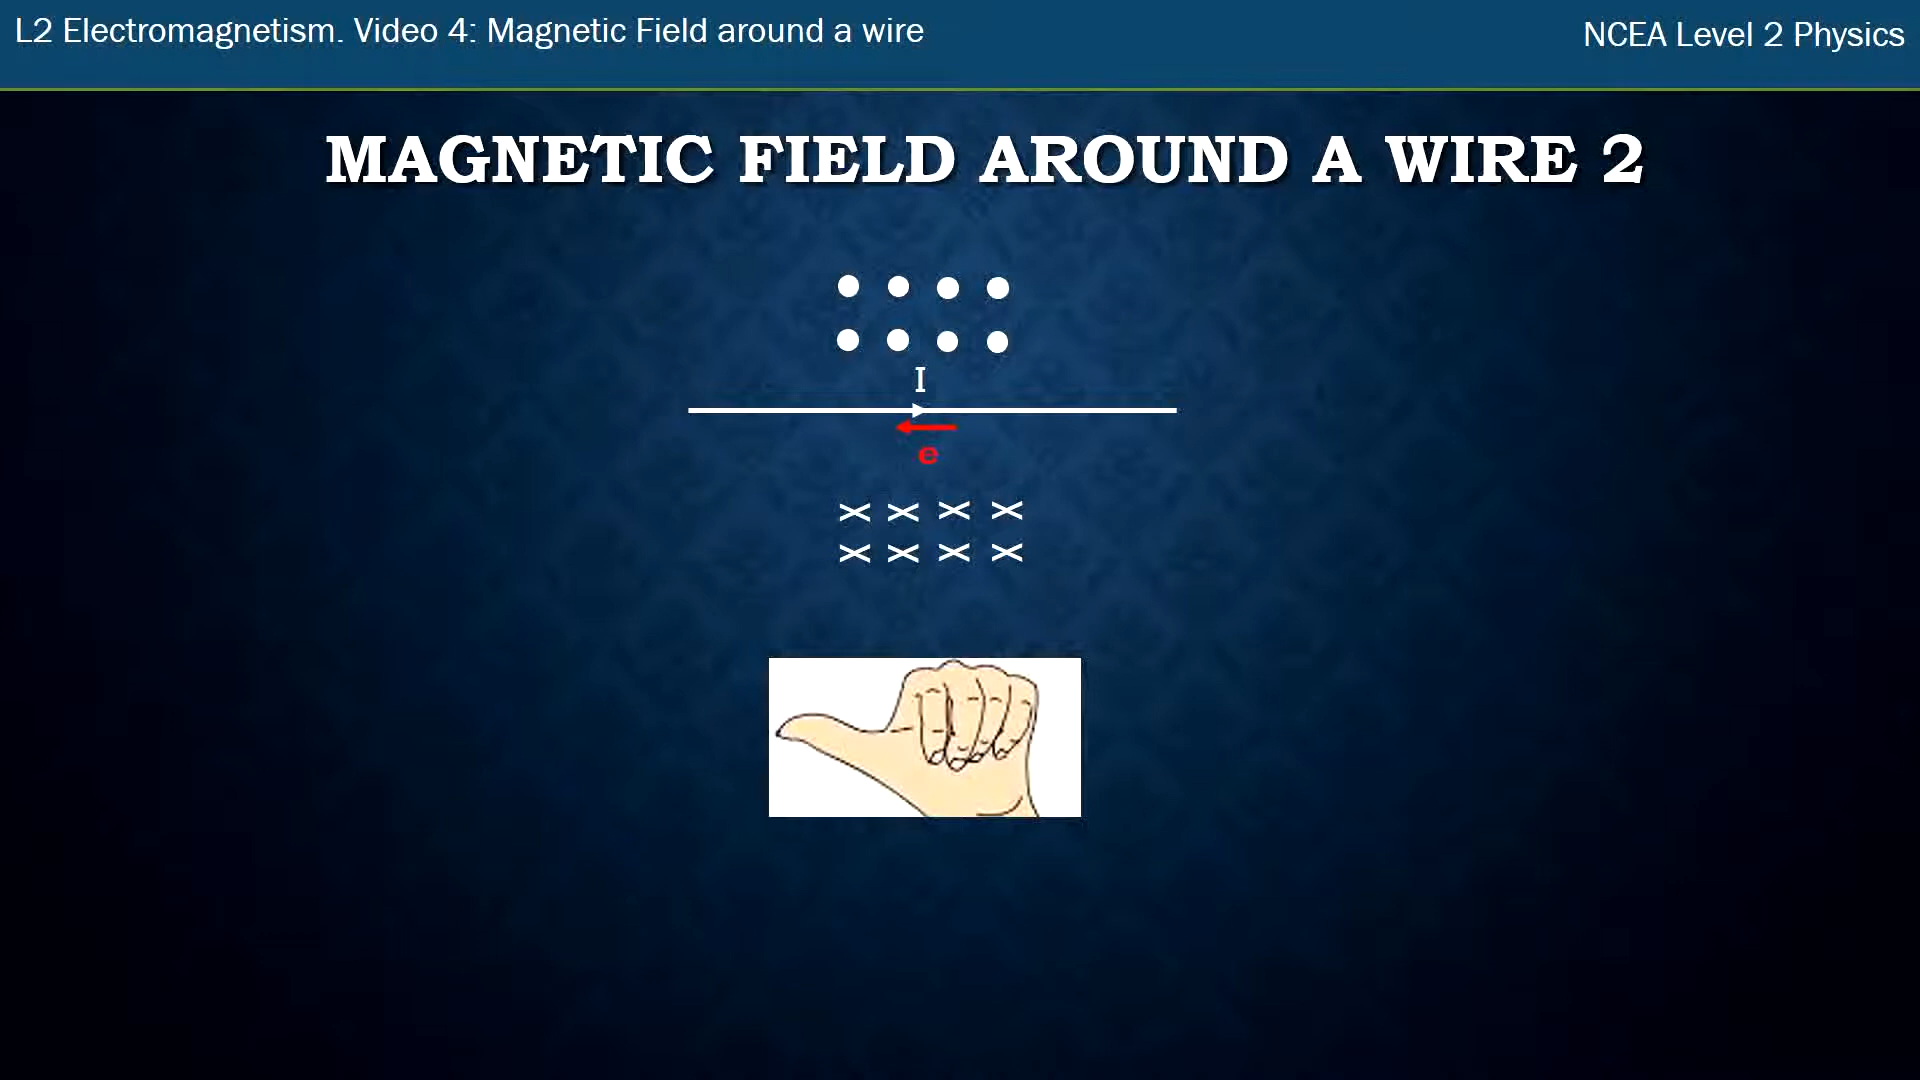 L2 Electromagnetism. Video 4: Magnetic Field around a wire
NCEA Level 2 Physics
MAGNETIC FIELD AROUND A WIRE 2
I
e